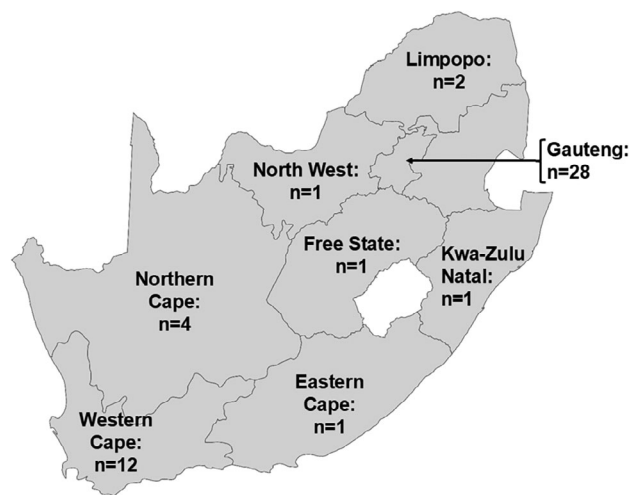 Limpopo:
n=2
Gauteng:
n=28
North West:
n=1
Free State:
n=1
Kwa-Zulu
Natal:
n=1
Northern
Cape:
n=4
Eastern
Cape:
n=1
Western
Cape:
n=12